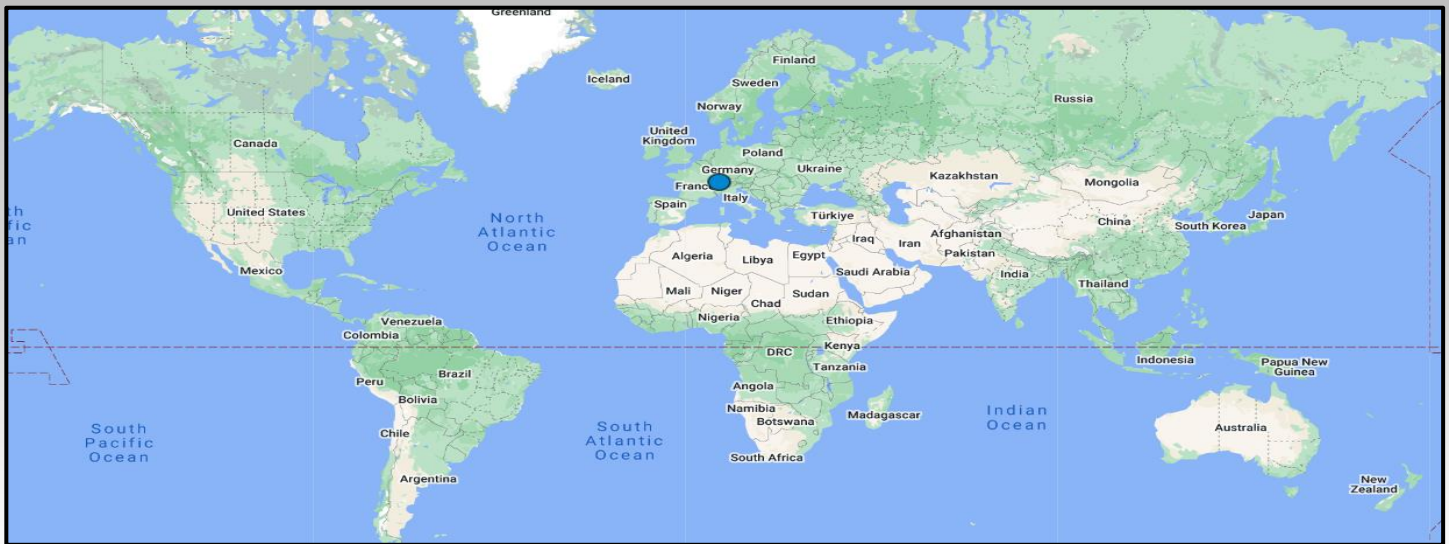 Greenland
Iceland
Finland
Sweden
Norway
Russia
United
Kingdom
Canada
Poland
Germany
Ukraine
France
Kazakhstan
Mongolia
Italy
Spain
United States
North
Atlantic
Ocean
Türkiye
China
Japan
South Korea
Afghanistan
Iraq
Iran
Pakistan
Algeria
Libya
Egypt
Saudi Arabia
India
Mexico
Thailand
Mali
Niger
Chad
Sudan
Nigeria
Ethiopia
Venezuela
Colombia
Kenya
DRC
Tanzania
Indonesia
Papua New
Guinea
Peru
Brazil
Angola
Bolivia
Namibia
Botswana
Madagascar
Indian
Ocean
South
Pacific
Ocean
South
Atlantic
Ocean
Chile
Australia
South Africa
Argentina
New
Zealand